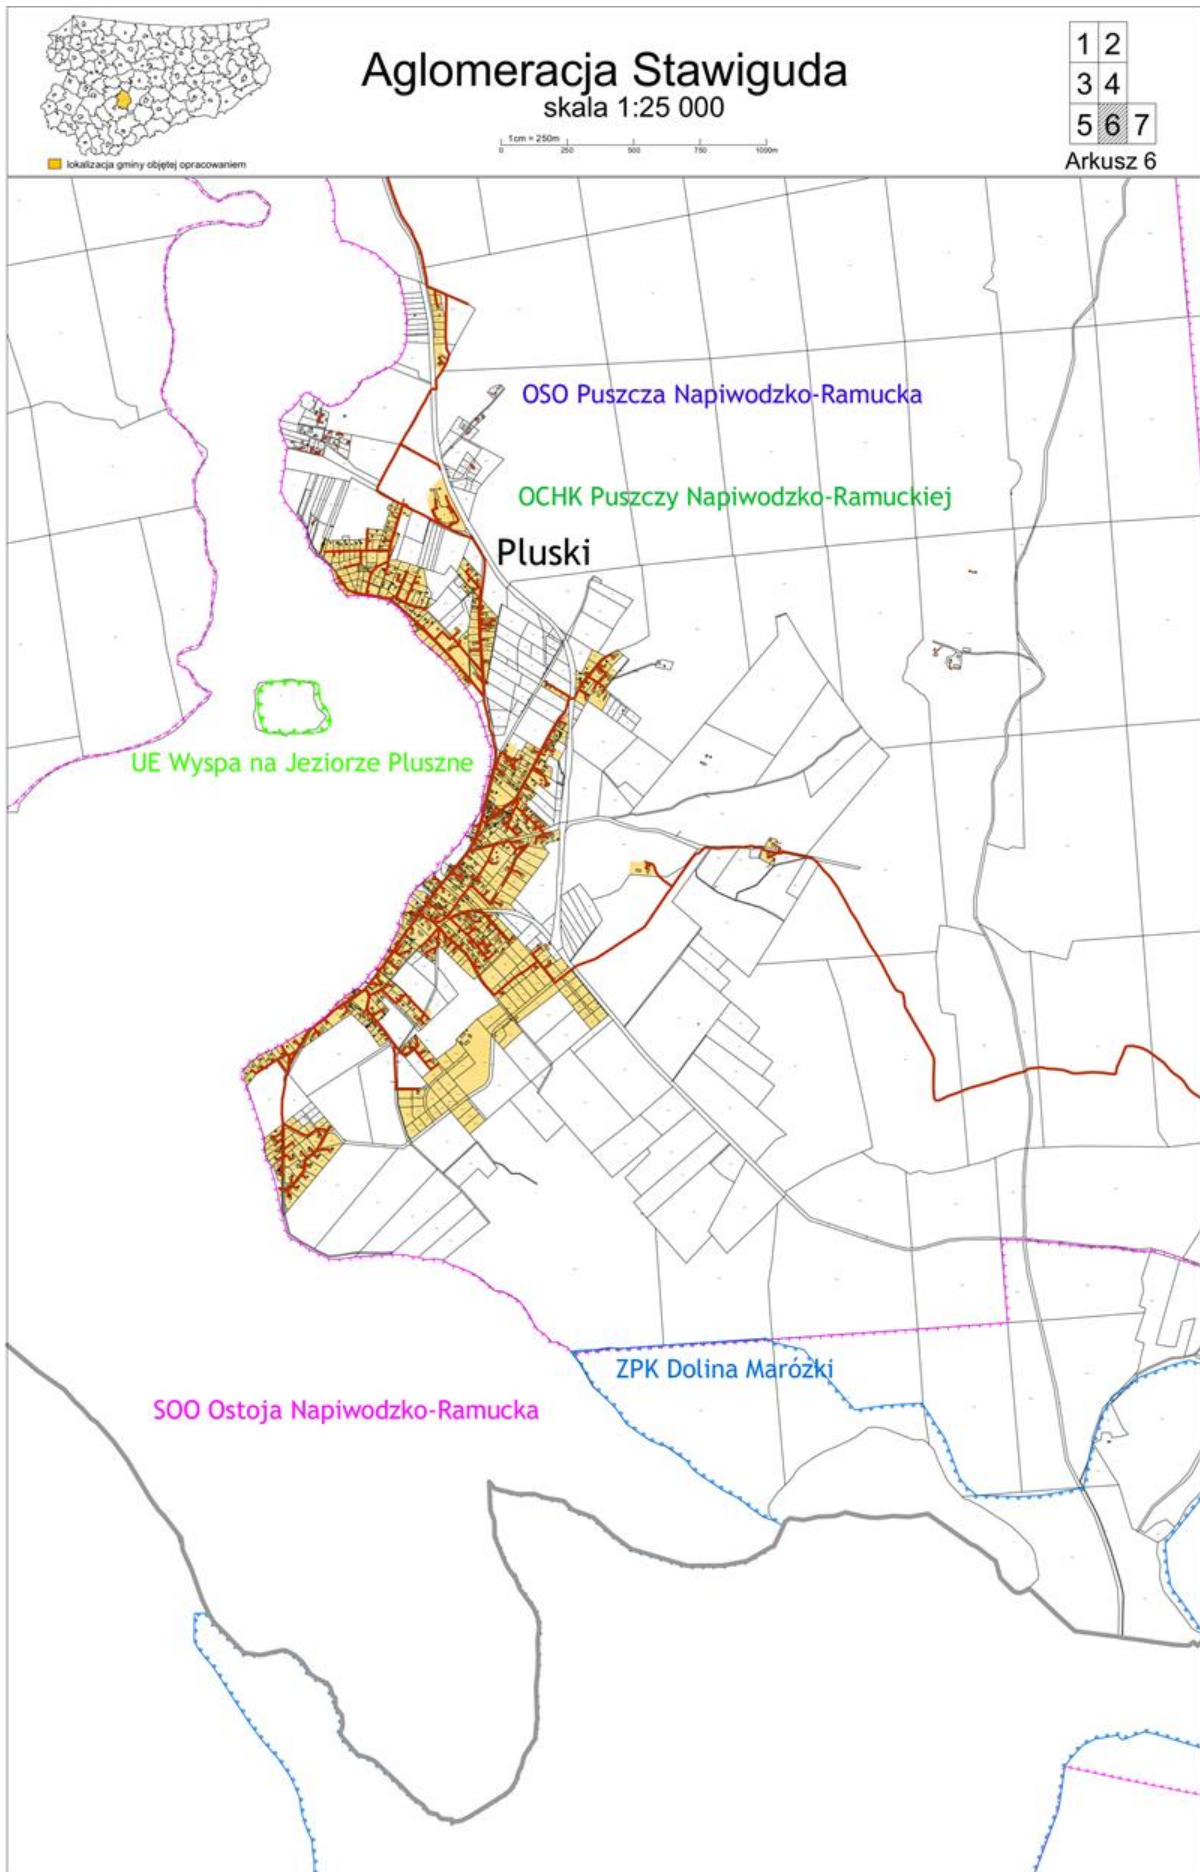 Aglomeracja Stawiguda
skala 1:25 000
1cm = 250m
0 250 500 750 1000m
lokalizacja gminy objętej opracowaniem
1 2
3 4
5 6 7
Arkusz 6
OSO Puszcza Napiwodzko-Ramucka
OCHK Puszczy Napiwodzko-Ramuckiej
Pluski
UE Wyspa na Jeziorze Pluszne
ZPK Dolina Marózki
SOO Ostoja Napiwodzko-Ramucka